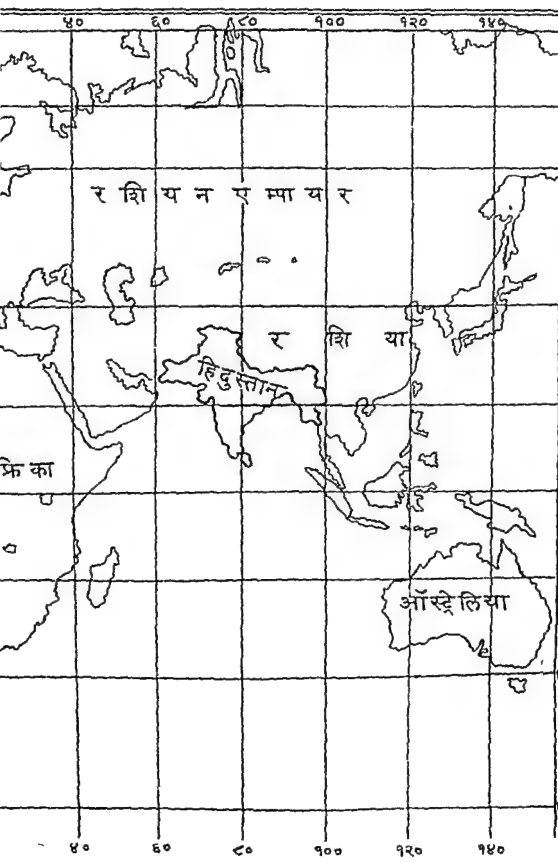 ४० ६० ८० १०० १२० १४०
र शि य न ए म्पा य र
र शि या
हिंदुस्तान
फ्रि का
ऑस्ट्रेलिया
४० ६० ८० १०० १२० १४०